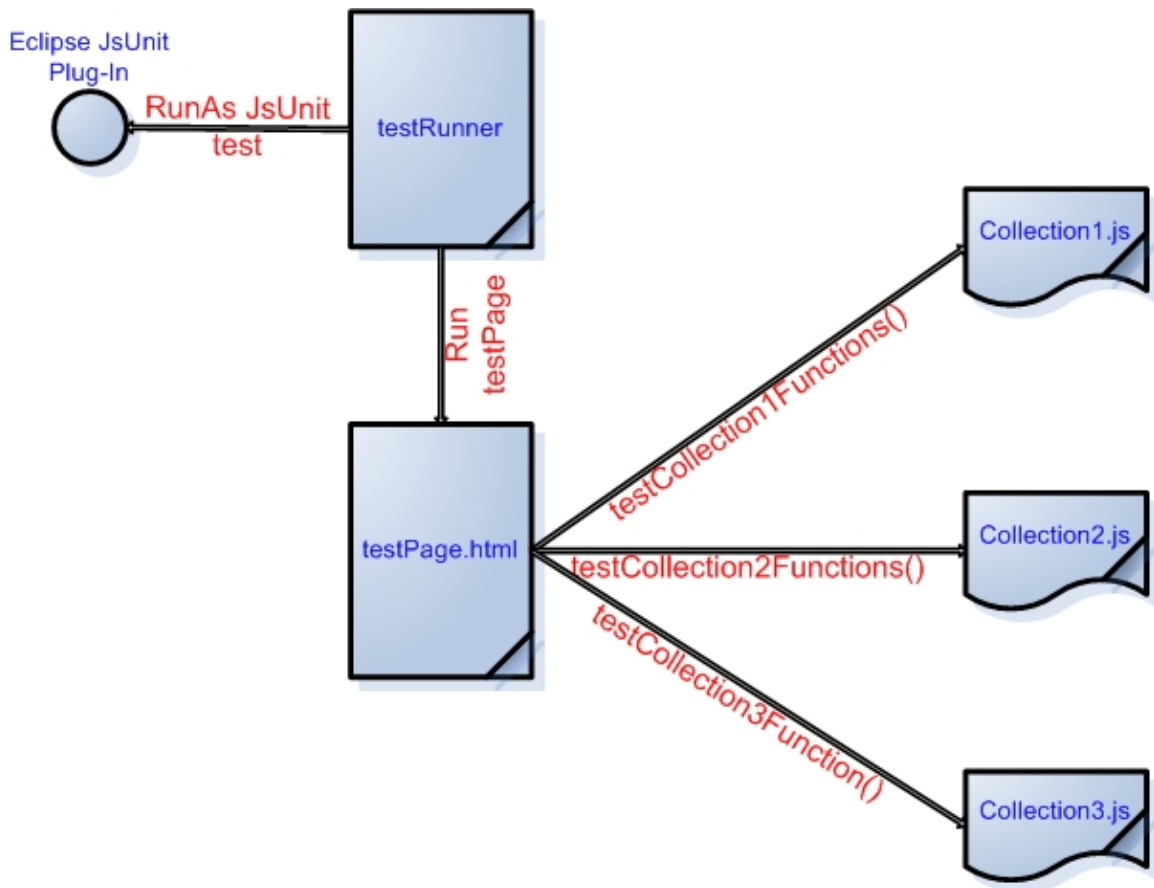 Eclipse JsUnit
Plug-In
RunAs JsUnit
test
testRunner
Run
testPage
testPage.html
testCollection1Functions()
Collection1.js
testCollection2Functions()
Collection2.js
testCollection3Function()
Collection3.js